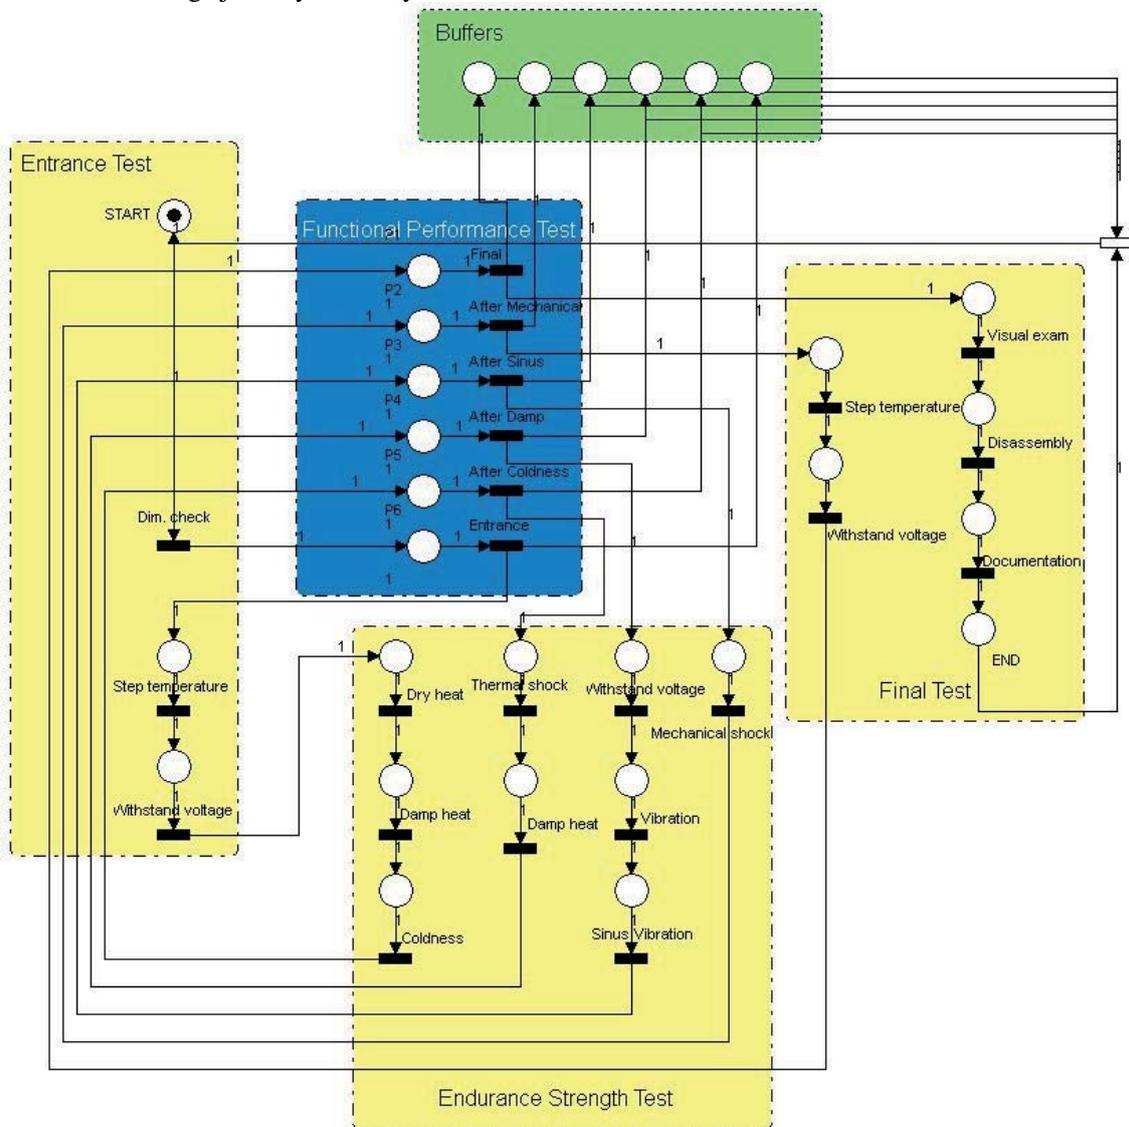 Buffers
Entrance Test
START
Functional Performance Test
P1
Final
P2
After Mechanical
P3
After Sinus
P4
After Damp
P5
After Coldness
P6
Entrance
Dim. check
Step temperature
Withstand voltage
Dry heat
Thermal shock
Withstand voltage
Mechanical shock
Damp heat
Damp heat
Vibration
Coldness
Sinus Vibration
Endurance Strength Test
Visual exam
Step temperature
Disassembly
Withstand voltage
Documentation
END
Final Test